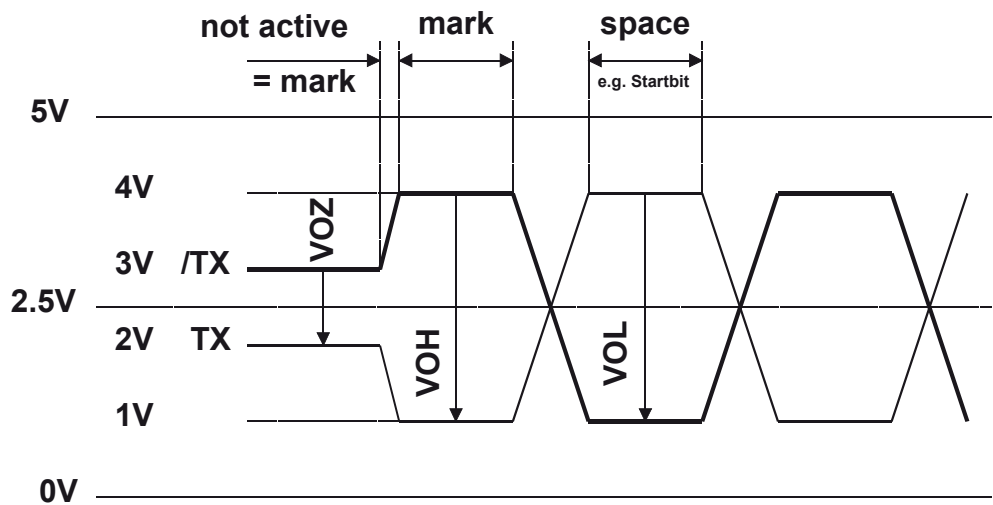 not active
mark
space
= mark
e.g. Startbit
5V
4V
VOZ
3V /TX
2.5V
2V TX
VOH
VOL
1V
0V